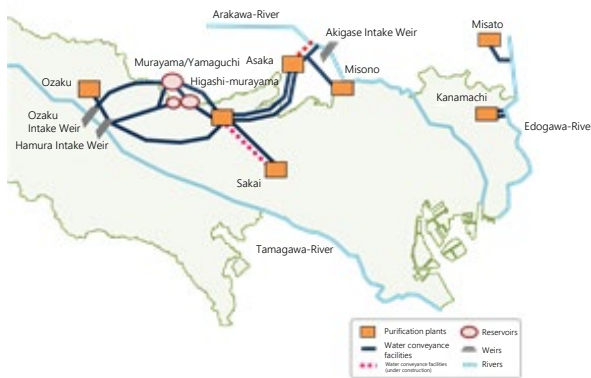 Arakawa-River
Akigase Intake Weir
Misato
Murayama/Yamaguchi
Asaka
Higashi-murayama
Misono
Ozaku
Kanamachi
Ozaku
Intake Weir
Hamura Intake Weir
Edogawa-Rive
Sakai
Tamagawa-River
Purification plants
Reservoirs
Water conveyance
facilities
Weirs
Water conveyance facilities
(under construction)
Rivers